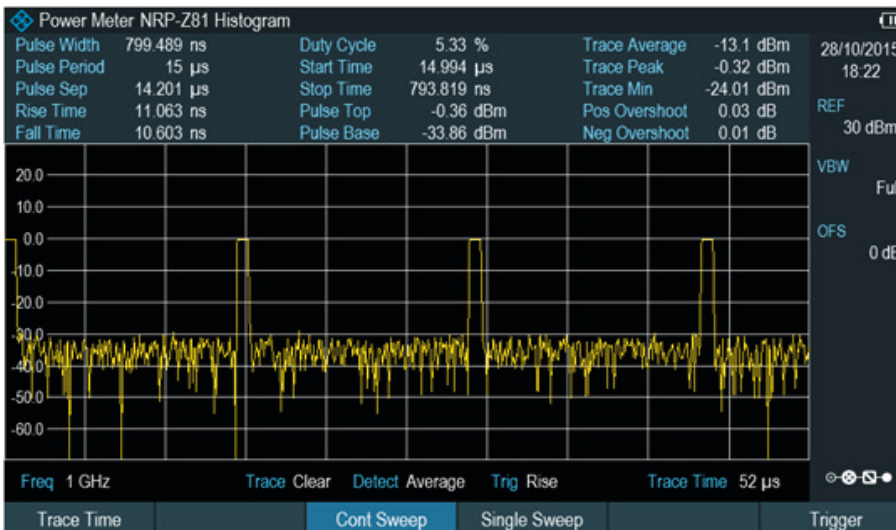 Power Meter NRP-Z81 Histogram
Pulse Width 799.489 ns Duty Cycle 5.33 % Trace Average -13.1 dBm
Pulse Period 15 µs Start Time 14.994 µs Trace Peak -0.32 dBm
Pulse Sep 14.201 µs Stop Time 793.819 ns Trace Min -24.01 dBm
Rise Time 11.063 ns Pulse Top -0.36 dBm Pos Overshoot 0.03 dB
Fall Time 10.603 ns Pulse Base -33.86 dBm Neg Overshoot 0.01 dB
28/10/2015
18:22
REF
30 dBm
VBW
Ful
OFS
0 dB
20.0
10.0
0.0
-10.0
-20.0
-30.0
-40.0
-50.0
-60.0
Freq 1 GHz Trace Clear Detect Average Trig Rise Trace Time 52 µs
Trace Time Cont Sweep Single Sweep Trigger